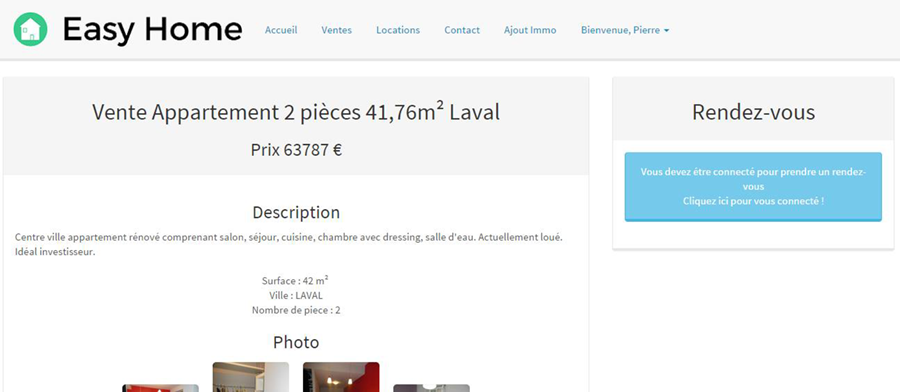 Easy Home
Accueil
Ventes
Locations
Contact
Ajout Immo
Bienvenue, Pierre
Vente Appartement 2 pièces 41,76m² Laval
Prix 63787 €
Description
Centre ville appartement rénové comprenant salon, séjour, cuisine, chambre avec dressing, salle d'eau. Actuellement loué.
Idéal investisseur.
Surface : 42 m²
Ville : LAVAL
Nombre de piece : 2
Photo
Rendez-vous
Vous devez étre connecté pour prendre un rendez-
vous
Cliquez ici pour vous connecté !